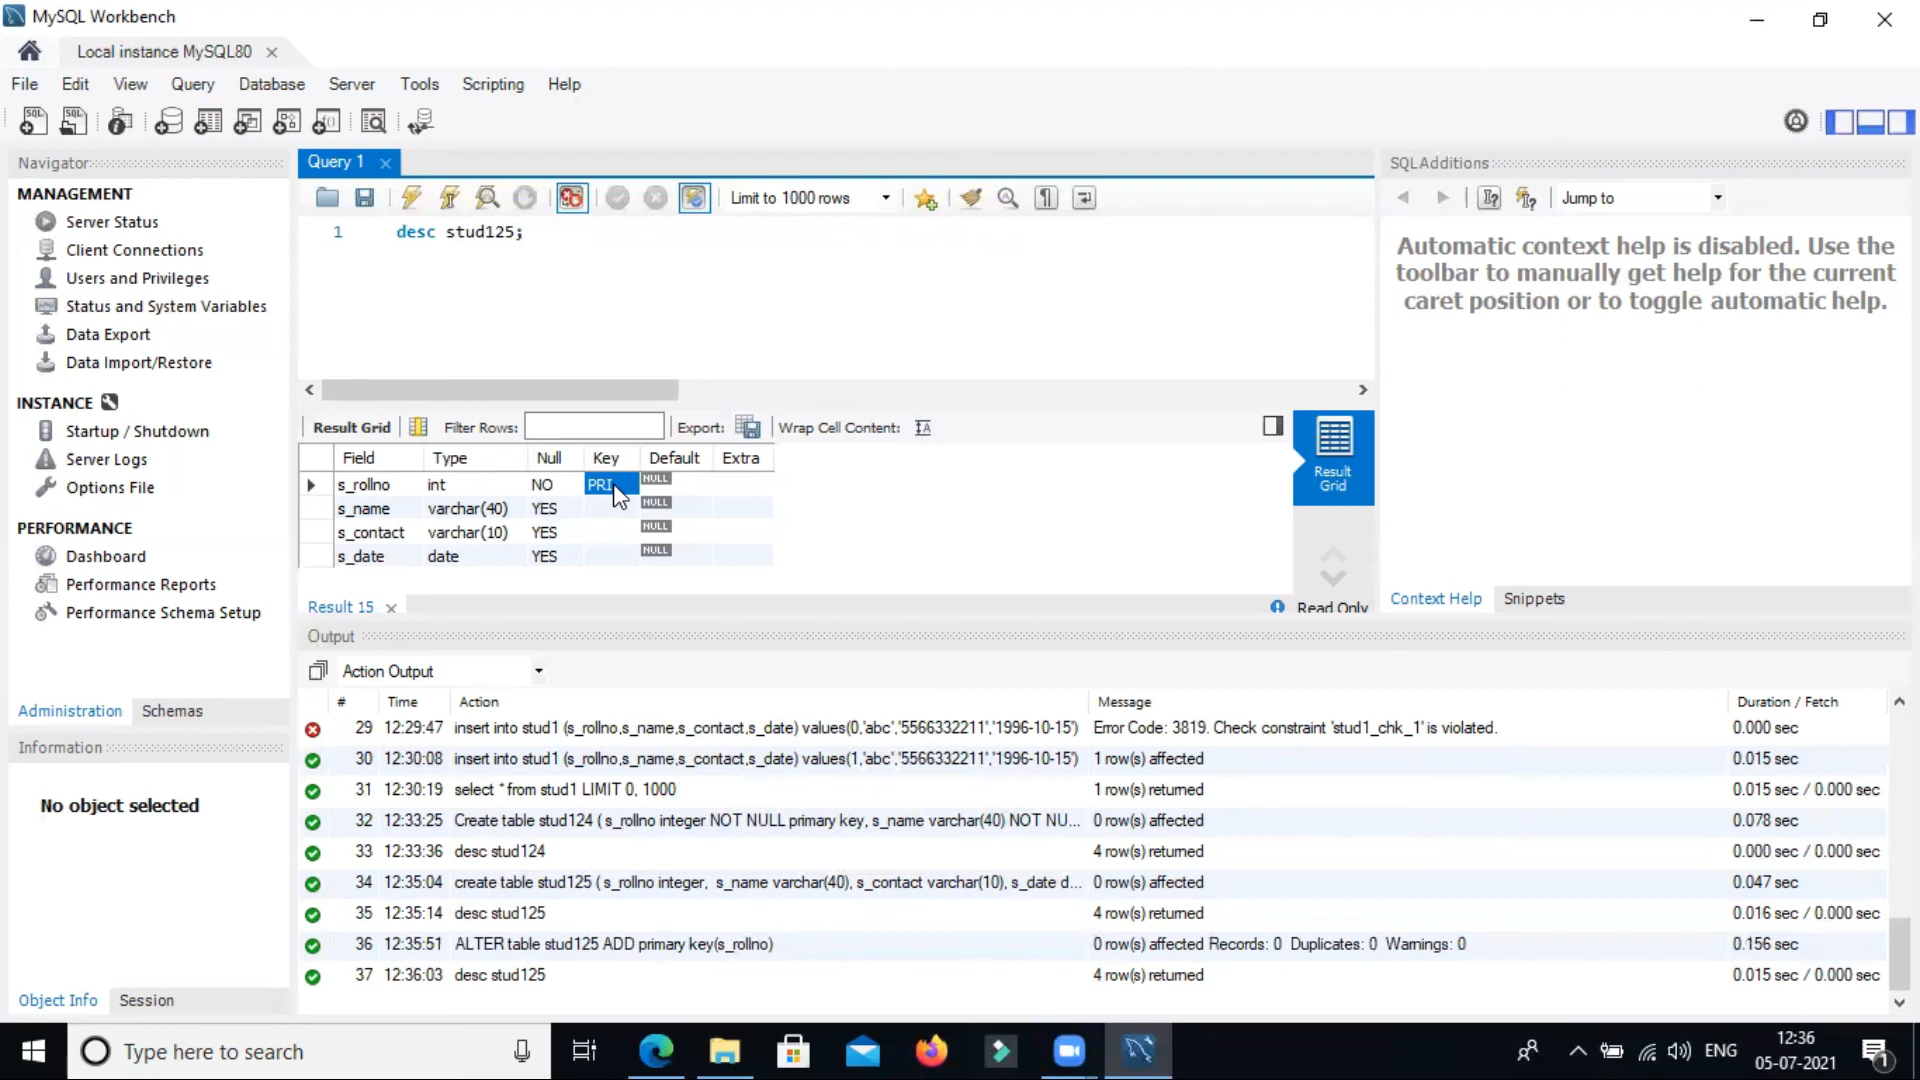 MySQL Workbench
Local instance MySQL80
File Edit View Query Database Server Tools Scripting Help
Navigator
MANAGEMENT
Server Status
Client Connections
Users and Privileges
Status and System Variables
Data Export
Data Import/Restore
INSTANCE
Startup / Shutdown
Server Logs
Options File
PERFORMANCE
Dashboard
Performance Reports
Performance Schema Setup
Administration Schemas
Information
No object selected
Object Info Session
Query 1
Limit to 1000 rows
1 desc stud125;
Result Grid Filter Rows: Export: Wrap Cell Content:
Field Type Null Key Default Extra
s_rollno int NO PRI NULL
s_name varchar(40) YES NULL
s_contact varchar(10) YES NULL
s_date date YES NULL
Result Grid
Result 15
Read Only
SQLAdditions
Jump to
Automatic context help is disabled. Use the
toolbar to manually get help for the current
caret position or to toggle automatic help.
Context Help Snippets
Output
Action Output
# Time Action Message Duration / Fetch
29 12:29:47 insert into stud1 (s_rollno,s_name,s_contact,s_date) values(0,'abc','5566332211','1996-10-15') Error Code: 3819. Check constraint 'stud1_chk_1' is violated. 0.000 sec
30 12:30:08 insert into stud1 (s_rollno,s_name,s_contact,s_date) values(1,'abc','5566332211','1996-10-15') 1 row(s) affected 0.015 sec
31 12:30:19 select * from stud1 LIMIT 0, 1000 1 row(s) returned 0.015 sec / 0.000 sec
32 12:33:25 Create table stud124 ( s_rollno integer NOT NULL primary key, s_name varchar(40) NOT NU... 0 row(s) affected 0.078 sec
33 12:33:36 desc stud124 4 row(s) returned 0.000 sec / 0.000 sec
34 12:35:04 create table stud125 ( s_rollno integer, s_name varchar(40), s_contact varchar(10), s_date d... 0 row(s) affected 0.047 sec
35 12:35:14 desc stud125 4 row(s) returned 0.016 sec / 0.000 sec
36 12:35:51 ALTER table stud125 ADD primary key(s_rollno) 0 row(s) affected Records: 0 Duplicates: 0 Warnings: 0 0.156 sec
37 12:36:03 desc stud125 4 row(s) returned 0.015 sec / 0.000 sec
Type here to search
ENG
12:36
05-07-2021
1